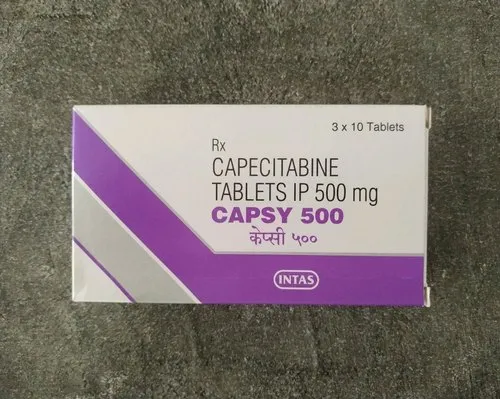 3 x 10 Tablets
Rx
CAPECITABINE
TABLETS IP 500 mg
CAPSY 500
केप्सी ५००
INTAS